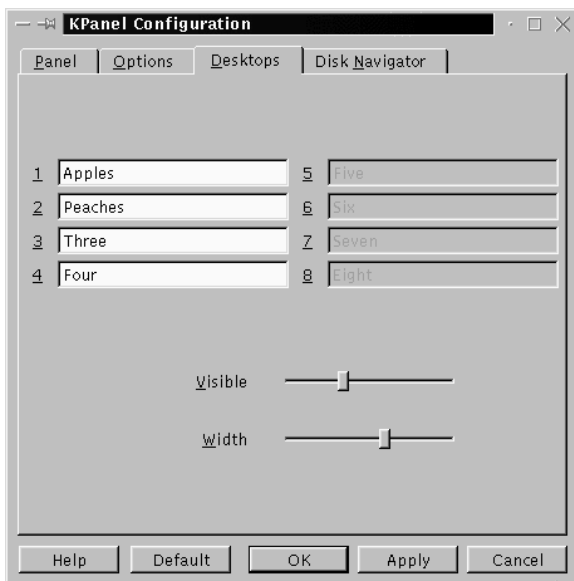 KPanel Configuration
Panel Options Desktops Disk Navigator
1 Apples 5 Five
2 Peaches 6 Six
3 Three 7 Seven
4 Four 8 Eight
Visible
Width
Help Default OK Apply Cancel